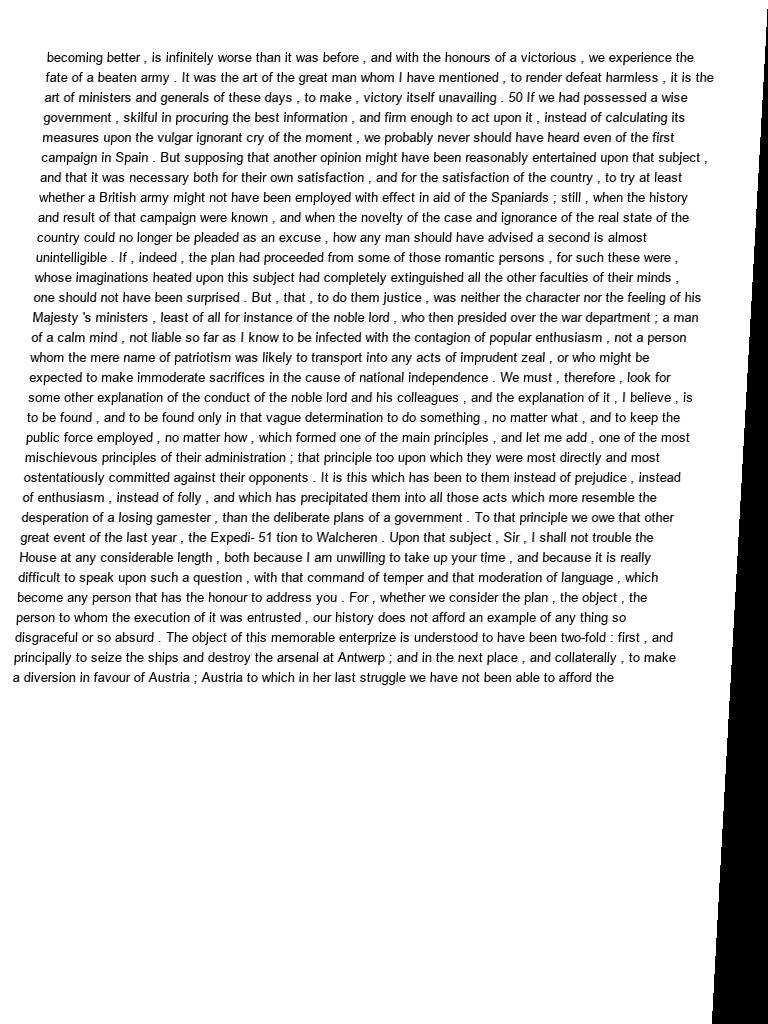 becoming better , is infinitely worse than it was before , and with the honours of a victorious , we experience the
fate of a beaten army . It was the art of the great man whom I have mentioned , to render defeat harmless , it is the
art of ministers and generals of these days , to make , victory itself unavailing . 50 If we had possessed a wise
government , skilful in procuring the best information , and firm enough to act upon it , instead of calculating its
measures upon the vulgar ignorant cry of the moment , we probably never should have heard even of the first
campaign in Spain . But supposing that another opinion might have been reasonably entertained upon that subject ,
and that it was necessary both for their own satisfaction , and for the satisfaction of the country , to try at least
whether a British army might not have been employed with effect in aid of the Spaniards ; still , when the history
and result of that campaign were known , and when the novelty of the case and ignorance of the real state of the
country could no longer be pleaded as an excuse , how any man should have advised a second is almost
unintelligible . If , indeed , the plan had proceeded from some of those romantic persons , for such these were ,
whose imaginations heated upon this subject had completely extinguished all the other faculties of their minds ,
one should not have been surprised . But , that , to do them justice , was neither the character nor the feeling of his
Majesty 's ministers , least of all for instance of the noble lord , who then presided over the war department ; a man
of a calm mind , not liable so far as I know to be infected with the contagion of popular enthusiasm , not a person
whom the mere name of patriotism was likely to transport into any acts of imprudent zeal , or who might be
expected to make immoderate sacrifices in the cause of national independence . We must , therefore , look for
some other explanation of the conduct of the noble lord and his colleagues , and the explanation of it , I believe , is
to be found , and to be found only in that vague determination to do something , no matter what , and to keep the
public force employed , no matter how , which formed one of the main principles , and let me add , one of the most
mischievous principles of their administration ; that principle too upon which they were most directly and most
ostentatiously committed against their opponents . It is this which has been to them instead of prejudice , instead
of enthusiasm , instead of folly , and which has precipitated them into all those acts which more resemble the
desperation of a losing gamester , than the deliberate plans of a government . To that principle we owe that other
great event of the last year , the Expedi- 51 tion to Walcheren . Upon that subject , Sir , I shall not trouble the
House at any considerable length , both because I am unwilling to take up your time , and because it is really
difficult to speak upon such a question , with that command of temper and that moderation of language , which
become any person that has the honour to address you . For , whether we consider the plan , the object , the
person to whom the execution of it was entrusted , our history does not afford an example of any thing so
disgraceful or so absurd . The object of this memorable enterprize is understood to have been two-fold : first , and
principally to seize the ships and destroy the arsenal at Antwerp ; and in the next place , and collaterally , to make
a diversion in favour of Austria ; Austria to which in her last struggle we have not been able to afford the